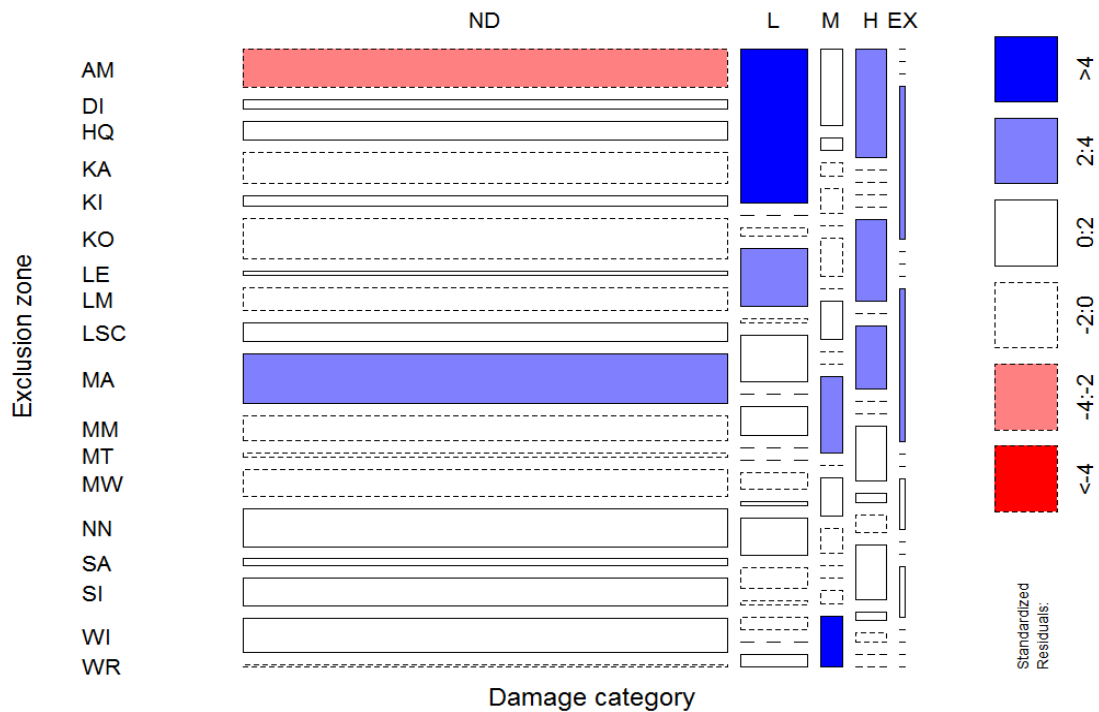 ND L M H EX
AM
DI
HQ
KA
KI
KO
LE
LM
LSC
MA
MM
MT
MW
NN
SA
SI
WI
WR
Exclusion zone
Damage category
>4
2:4
0:2
-2:0
-4:-2
<-4
Standardized
Residuals: